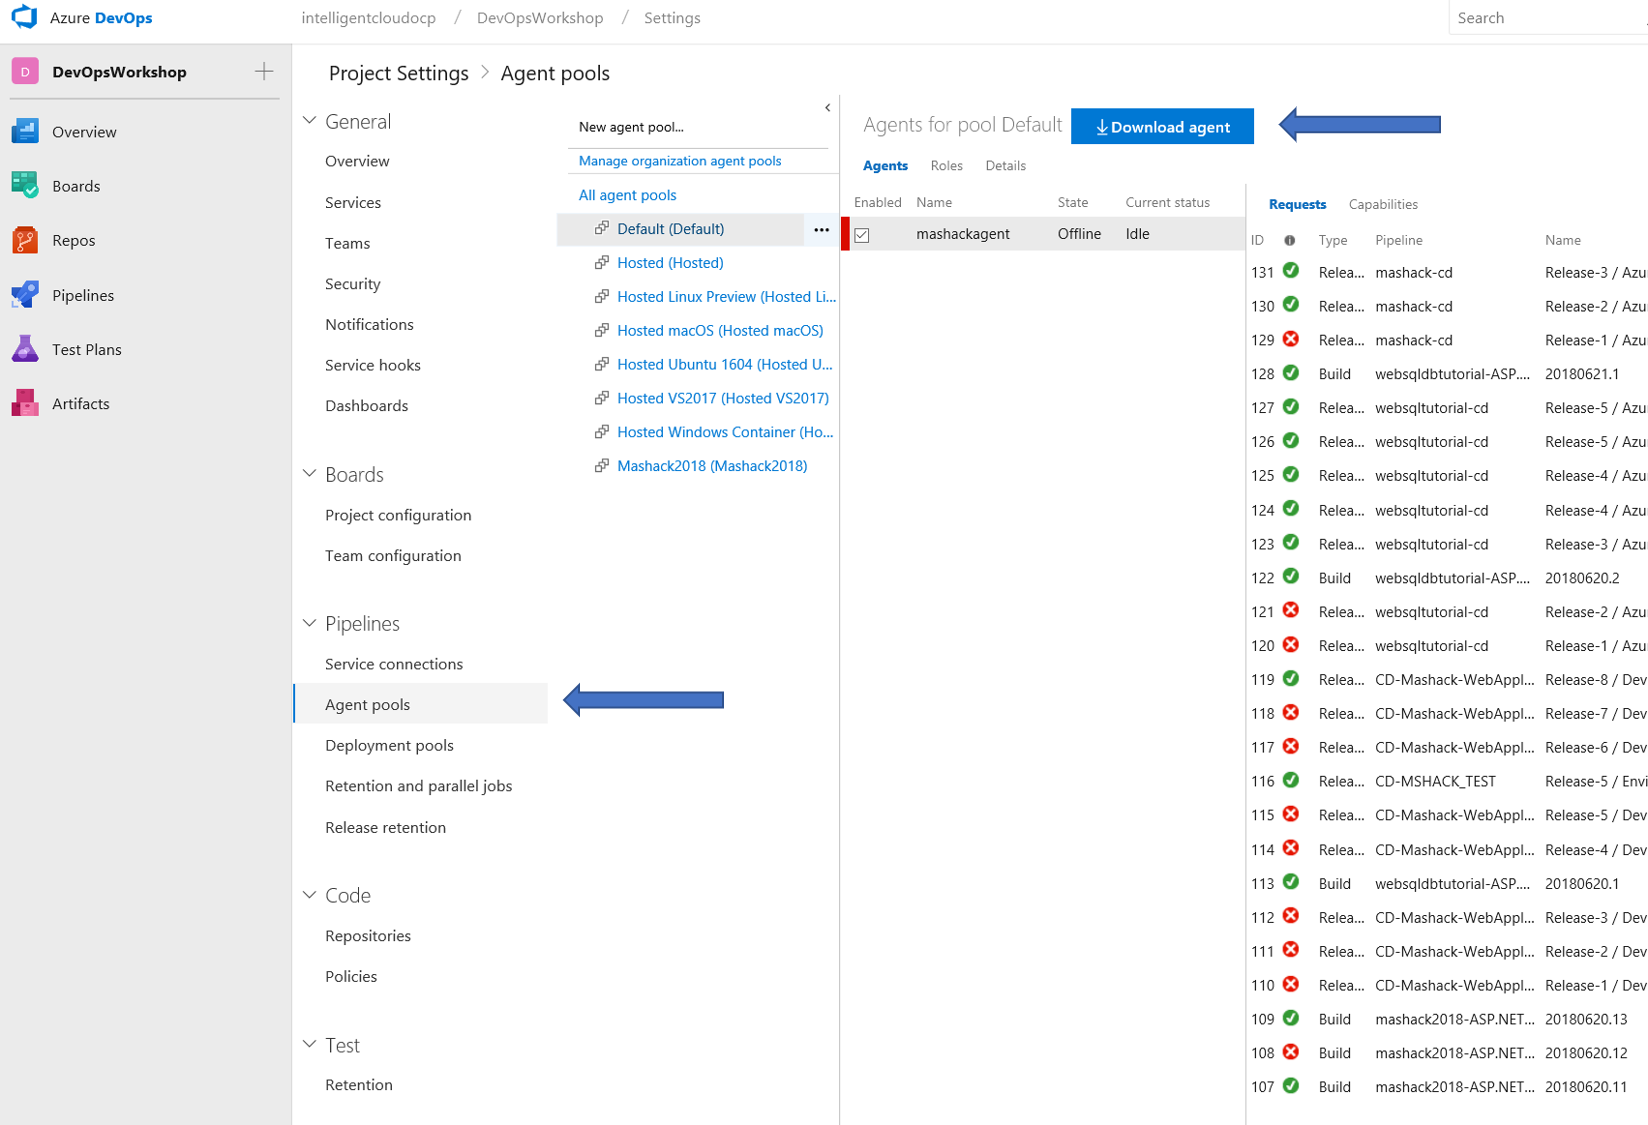 Azure DevOps
intelligentcloudocp / DevOpsWorkshop / Settings
Search
D DevOpsWorkshop
Overview
Boards
Repos
Pipelines
Test Plans
Artifacts
Project Settings > Agent pools
General
Overview
Services
Teams
Security
Notifications
Service hooks
Dashboards
Boards
Project configuration
Team configuration
Pipelines
Service connections
Agent pools
Deployment pools
Retention and parallel jobs
Release retention
Code
Repositories
Policies
Test
Retention
New agent pool...
Manage organization agent pools
All agent pools
Default (Default) ...
Hosted (Hosted)
Hosted Linux Preview (Hosted Li...
Hosted macOS (Hosted macOS)
Hosted Ubuntu 1604 (Hosted U...
Hosted VS2017 (Hosted VS2017)
Hosted Windows Container (Ho...
Mashack2018 (Mashack2018)
Agents for pool Default Download agent
Agents Roles Details
Enabled Name State Current status
mashackagent Offline Idle
Requests Capabilities
ID Type Pipeline Name
131 Relea... mashack-cd Release-3 / Azu
130 Relea... mashack-cd Release-2 / Azu
129 Relea... mashack-cd Release-1 / Azu
128 Build websqldbtutorial-ASP.... 20180621.1
127 Relea... websqltutorial-cd Release-5 / Azu
126 Relea... websqltutorial-cd Release-5 / Azu
125 Relea... websqltutorial-cd Release-4 / Azu
124 Relea... websqltutorial-cd Release-4 / Azu
123 Relea... websqltutorial-cd Release-3 / Azu
122 Build websqldbtutorial-ASP.... 20180620.2
121 Relea... websqltutorial-cd Release-2 / Azu
120 Relea... websqltutorial-cd Release-1 / Azu
119 Relea... CD-Mashack-WebAppl... Release-8 / Dev
118 Relea... CD-Mashack-WebAppl... Release-7 / Dev
117 Relea... CD-Mashack-WebAppl... Release-6 / Dev
116 Relea... CD-MSHACK_TEST Release-5 / Envi
115 Relea... CD-Mashack-WebAppl... Release-5 / Dev
114 Relea... CD-Mashack-WebAppl... Release-4 / Dev
113 Build websqldbtutorial-ASP.... 20180620.1
112 Relea... CD-Mashack-WebAppl... Release-3 / Dev
111 Relea... CD-Mashack-WebAppl... Release-2 / Dev
110 Relea... CD-Mashack-WebAppl... Release-1 / Dev
109 Build mashack2018-ASP.NET... 20180620.13
108 Build mashack2018-ASP.NET... 20180620.12
107 Build mashack2018-ASP.NET... 20180620.11